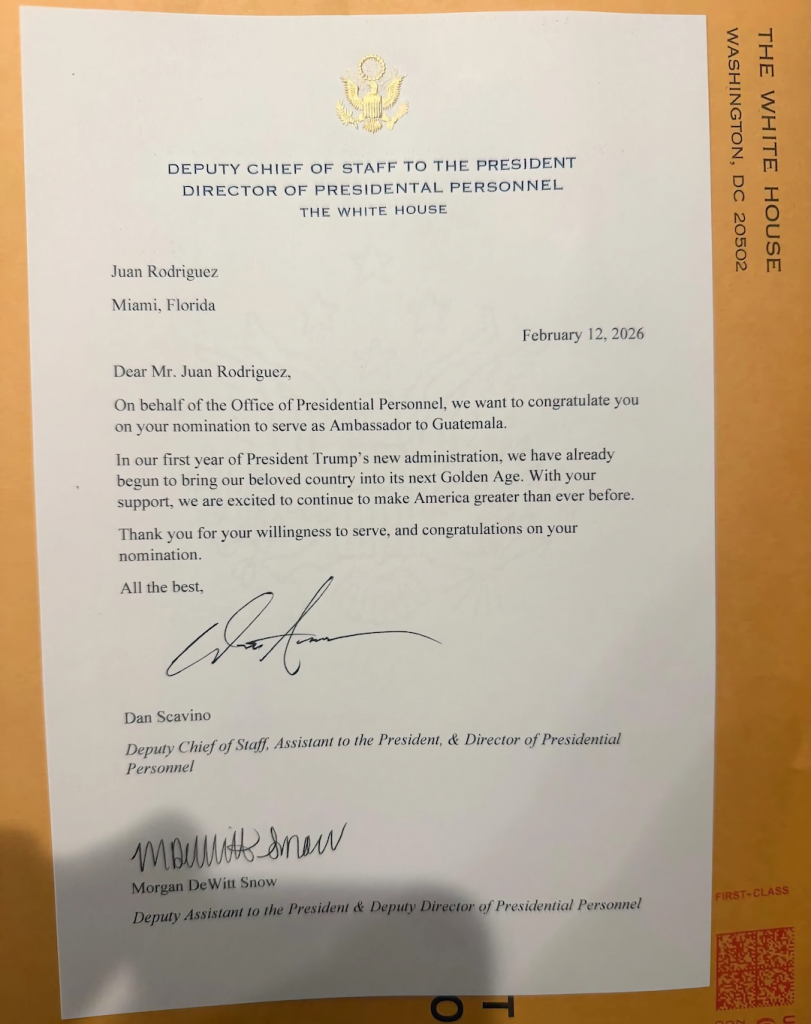 DEPUTY CHIEF OF STAFF TO THE PRESIDENT
DIRECTOR OF PRESIDENTAL PERSONNEL
THE WHITE HOUSE
Juan Rodriguez
Miami, Florida
February 12, 2026
Dear Mr. Juan Rodriguez,
On behalf of the Office of Presidential Personnel, we want to congratulate you
on your nomination to serve as Ambassador to Guatemala.
In our first year of President Trump's new administration, we have already
begun to bring our beloved country into its next Golden Age. With your
support, we are excited to continue to make America greater than ever before.
Thank you for your willingness to serve, and congratulations on your
nomination.
All the best,
Dan Scavino
Deputy Chief of Staff, Assistant to the President, & Director of Presidential
Personnel
MDeWitt Snow
Morgan DeWitt Snow
Deputy Assistant to the President & Deputy Director of Presidential Personnel
THE WHITE HOUSE
WASHINGTON, DC 20502
FIRST-CLASS